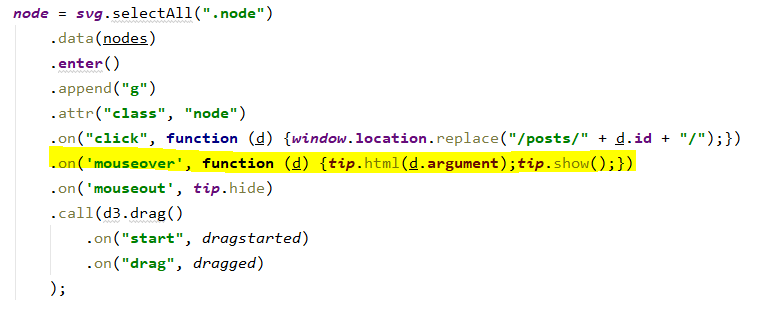 node = svg.selectAll(".node")
.data(nodes)
.enter()
.append("g")
.attr("class", "node")
.on("click", function (d) {window.location.replace("/posts/" + d.id + "/");})
.on('mouseover', function (d) {tip.html(d.argument);tip.show();})
.on('mouseout', tip.hide)
.call(d3.drag()
.on("start", dragstarted)
.on("drag", dragged)
);